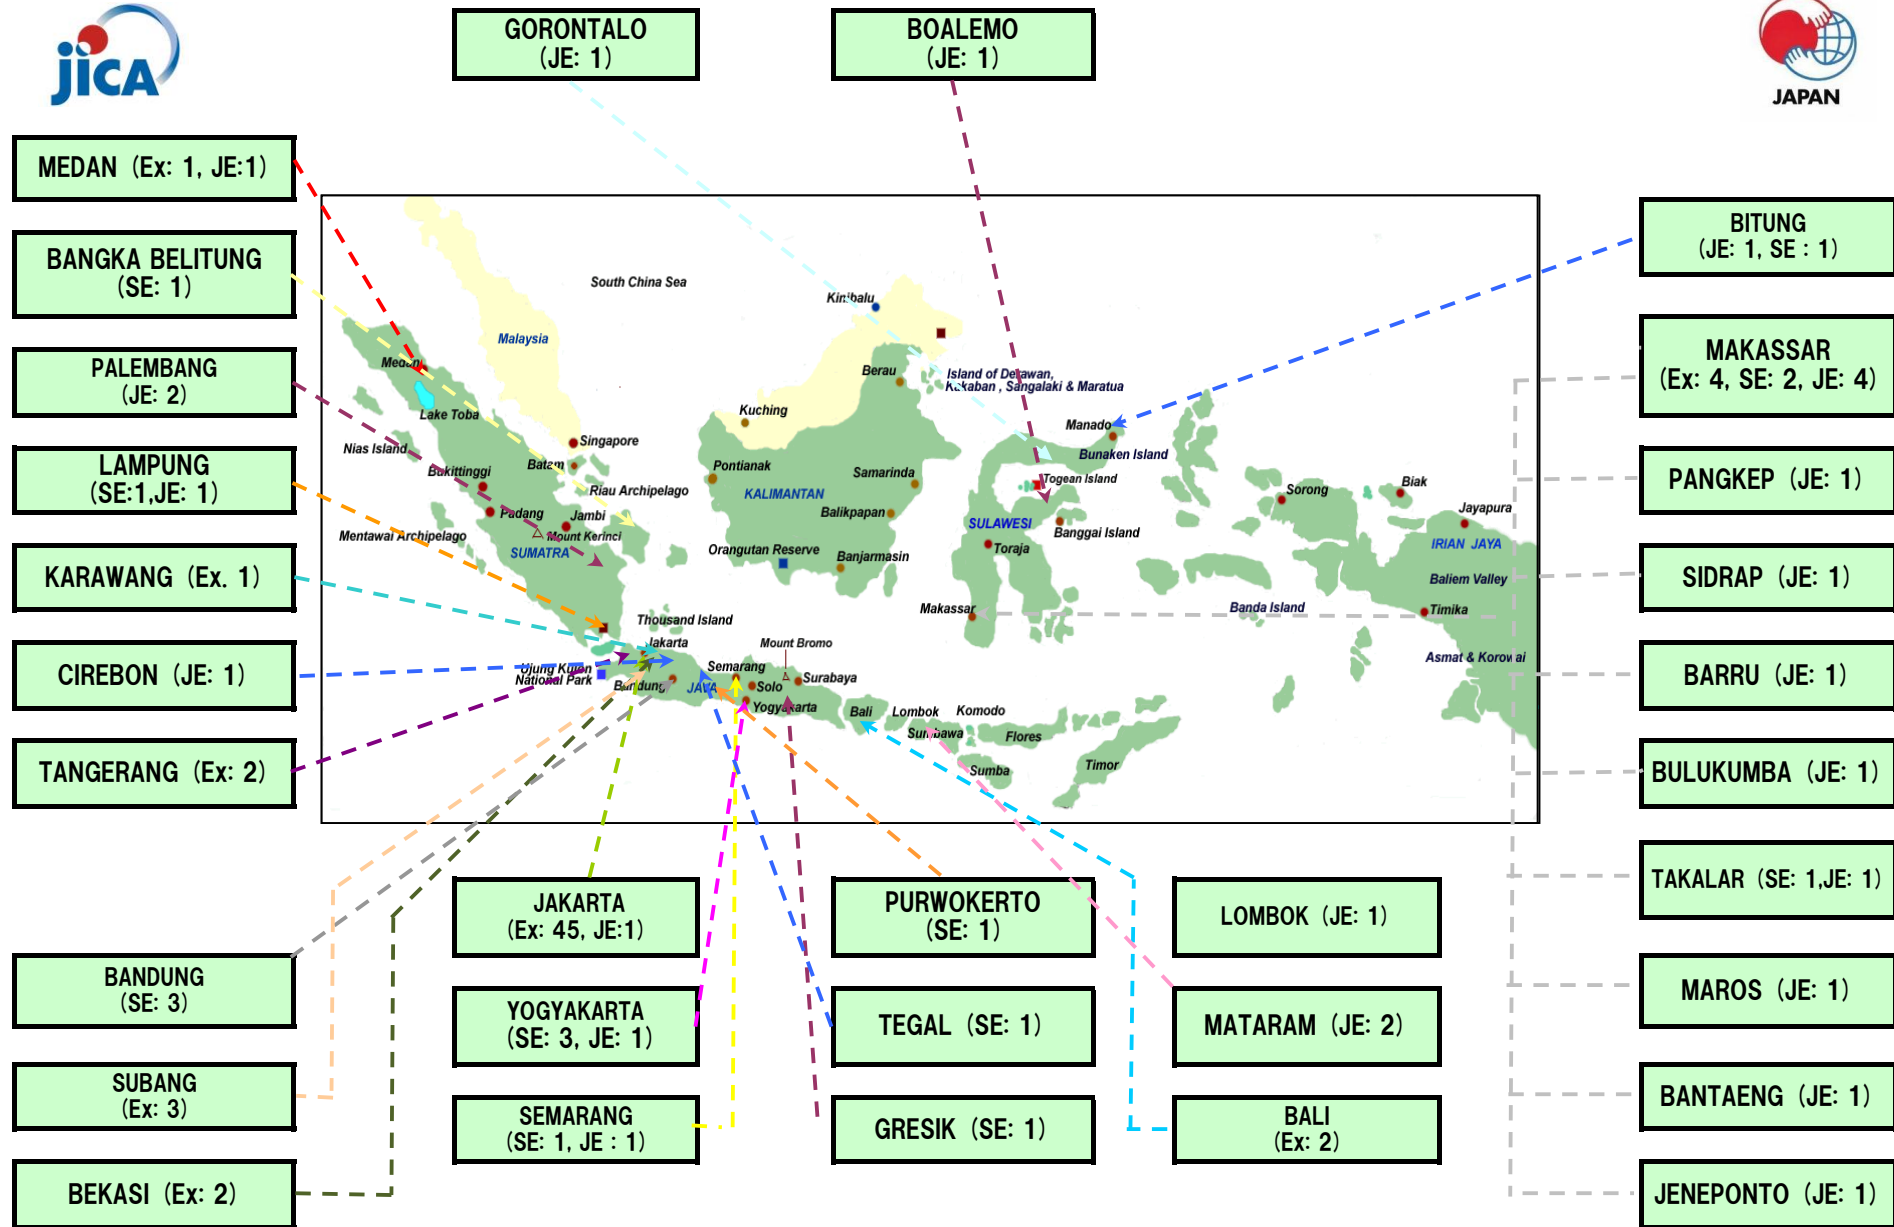 jICA
GORONTALO
(JE: 1)
BOALEMO
(JE: 1)
JAPAN
MEDAN (Ex: 1, JE:1)
BANGKA BELITUNG
(SE: 1)
PALEMBANG
(JE: 2)
LAMPUNG
(SE:1,JE: 1)
KARAWANG (Ex. 1)
CIREBON (JE: 1)
TANGERANG (Ex: 2)
BANDUNG
(SE: 3)
SUBANG
(Ex: 3)
BEKASI (Ex: 2)
South China Sea
Kinibalu
Malaysia
Medan
Lake Toba
Nias Island
Singapore
Batam
Bukittinggi
Riau Archipelago
Padang
Jambi
Mount Kerinci
Mentawai Archipelago
SUMATRA
Kuching
Berau
Island of Derawan,
Kakaban , Sangalaki & Maratua
Pontianak
KALIMANTAN
Samarinda
Balikpapan
Orangutan Reserve
Banjarmasin
Manado
Bunaken Island
Togean Island
SULAWESI
Banggai Island
Toraja
Makassar
Sorong
Biak
Jayapura
IRIAN JAYA
Baliem Valley
Banda Island
Timika
Asmat & Korowai
Thousand Island
Jakarta
Ujung Kulon
National Park
Bandung
JAVA
Semarang
Solo
Yogyakarta
Mount Bromo
Surabaya
Bali
Lombok
Komodo
Sumbawa
Flores
Sumba
Timor
JAKARTA
(Ex: 45, JE:1)
YOGYAKARTA
(SE: 3, JE: 1)
SEMARANG
(SE: 1, JE : 1)
PURWOKERTO
(SE: 1)
TEGAL (SE: 1)
GRESIK (SE: 1)
LOMBOK (JE: 1)
MATARAM (JE: 2)
BALI
(Ex: 2)
BITUNG
(JE: 1, SE : 1)
MAKASSAR
(Ex: 4, SE: 2, JE: 4)
PANGKEP (JE: 1)
SIDRAP (JE: 1)
BARRU (JE: 1)
BULUKUMBA (JE: 1)
TAKALAR (SE: 1,JE: 1)
MAROS (JE: 1)
BANTAENG (JE: 1)
JENEPONTO (JE: 1)